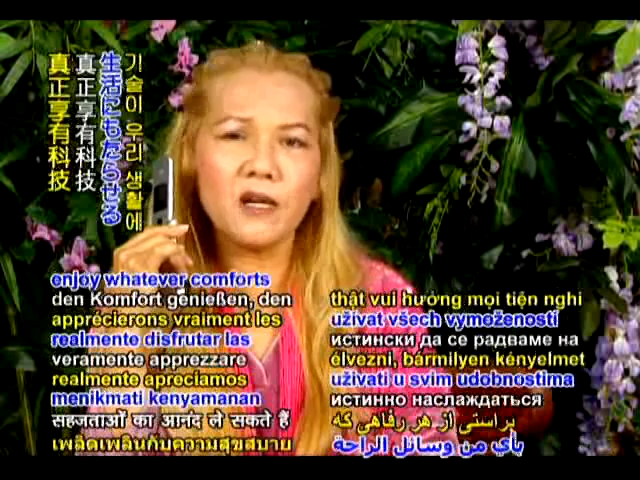 真正享有科技
真正享有科技
生活にもたらせる
기술이 우리 생활에
enjoy whatever comforts
den Komfort genießen, den
apprécierons vraiment les
realmente disfrutar las
veramente apprezzare
realmente apreciamos
menikmati kenyamanan
सहजताओं का आनंद ले सकते हैं
เพลิดเพลินกับความสุขสบาย
thật vui hưởng mọi tiện nghi
užívat všech vymožeností
истински да се радваме на
élvezni, bármilyen kényelmet
uživati u svim udobnostima
истинно наслаждаться
براستی از هر رفاهی که
بأي من وسائل الراحة